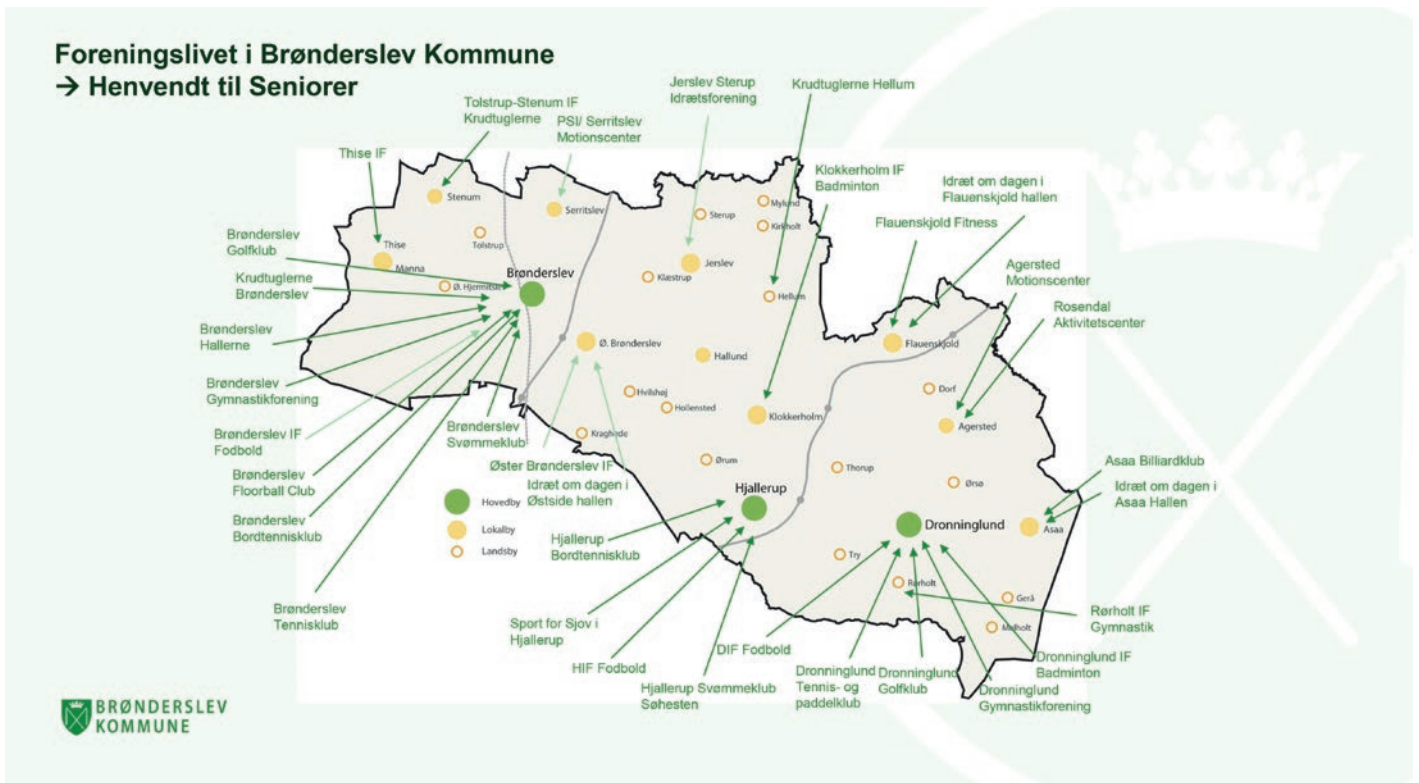 Foreningslivet i Brønderslev Kommune
→ Henvendt til Seniorer
Tolstrup-Stenum IF
Krudtuglerne
PSI/ Serritslev
Motionscenter
Jerslev Sterup
Idrætsforening
Krudtuglerne Hellum
Thise IF
Klokkerholm IF
Badminton
Idræt om dagen i
Flauenskjold hallen
Flauenskjold Fitness
Agersted
Motionscenter
Rosendal
Aktivitetscenter
Brønderslev
Golfklub
Krudtuglerne
Brønderslev
Brønderslev
Hallerne
Brønderslev
Gymnastikforening
Brønderslev IF
Fodbold
Brønderslev
Floorball Club
Brønderslev
Bordtennisklub
Brønderslev
Tennisklub
Brønderslev
Svømmeklub
Øster Brønderslev IF
Idræt om dagen i
Østside hallen
Stenum
Serritslev
Tolstrup
Thise
Manna
Ø. Hjermitslev
Brønderslev
Sterup
Mylund
Kirkholt
Jerslev
Klæstrup
Hellum
Ø. Brønderslev
Hallund
Hvilshøj
Hollensted
Kraghede
Klokkerholm
Ørum
Flauenskjold
Dorf
Agersted
Thorup
Ørsø
Hjallerup
Dronninglund
Asaa
Try
Rørholt
Gerå
Melholt
Hovedby
Lokalby
Landsby
Asaa Billiardklub
Idræt om dagen i
Asaa Hallen
Hjallerup
Bordtennisklub
Sport for Sjov i
Hjallerup
HIF Fodbold
Hjallerup Svømmeklub
Søhesten
DIF Fodbold
Dronninglund
Tennis- og
paddelklub
Dronninglund
Golfklub
Dronninglund
Gymnastikforening
Dronninglund IF
Badminton
Rørholt IF
Gymnastik
BRØNDERSLEV
KOMMUNE